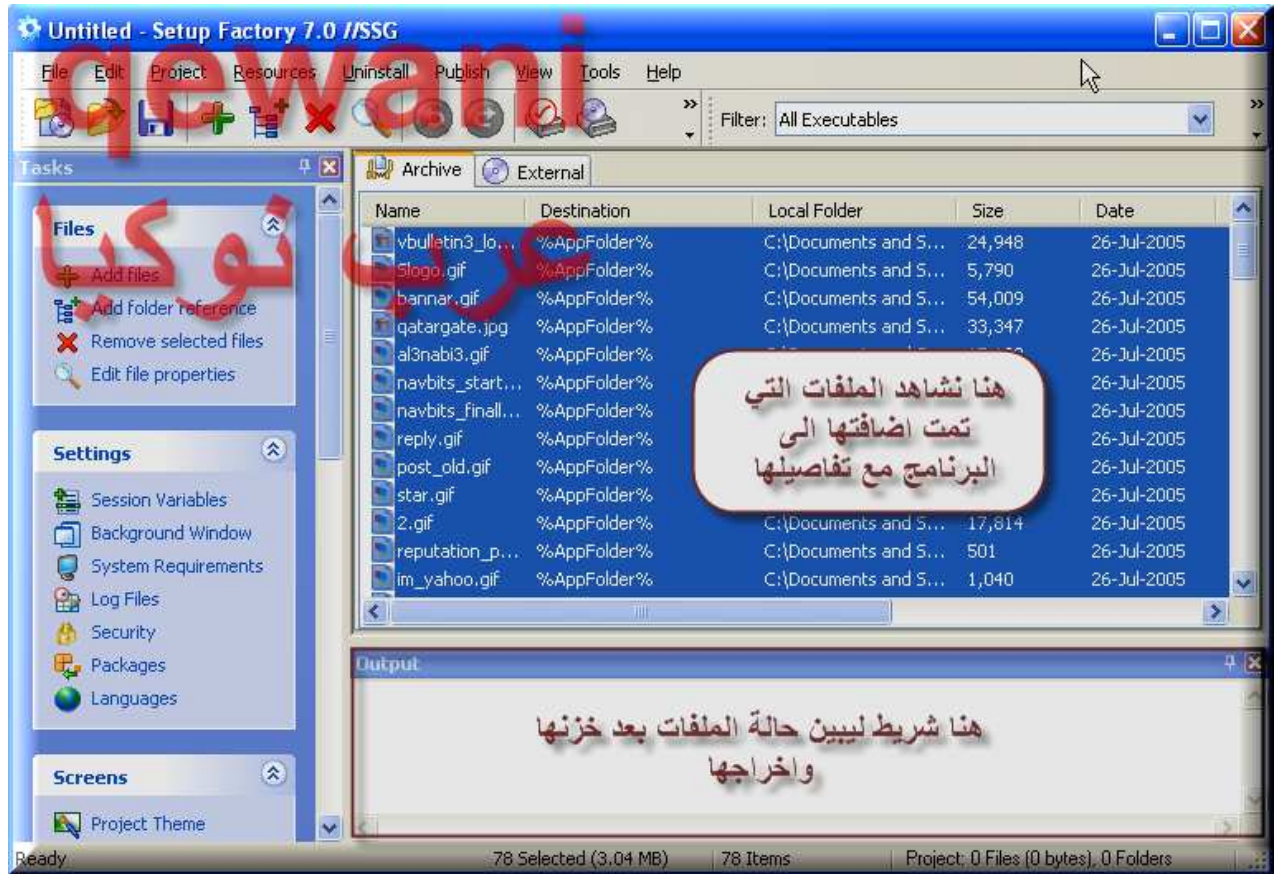 Untitled - Setup Factory 7.0 //SSG
qewani
File Edit Project Resources Uninstall Publish View Tools Help
Filter: All Executables
Tasks
Archive External
عرب نوكيا
Files
Add files
Add folder reference
Remove selected files
Edit file properties
Settings
Session Variables
Background Window
System Requirements
Log Files
Security
Packages
Languages
Screens
Project Theme
Name Destination Local Folder Size Date
vbulletin3_lo... %AppFolder% C:\Documents and S... 24,948 26-Jul-2005
5logo.gif %AppFolder% C:\Documents and S... 5,790 26-Jul-2005
bannar.gif %AppFolder% C:\Documents and S... 54,009 26-Jul-2005
qatargate.jpg %AppFolder% C:\Documents and S... 33,347 26-Jul-2005
al3nabi3.gif %AppFolder% 26-Jul-2005
navbits_start... %AppFolder% 26-Jul-2005
navbits_finall... %AppFolder% 26-Jul-2005
reply.gif %AppFolder% 26-Jul-2005
post_old.gif %AppFolder% 26-Jul-2005
star.gif %AppFolder% 26-Jul-2005
2.gif %AppFolder% C:\Documents and S... 17,814 26-Jul-2005
reputation_p... %AppFolder% C:\Documents and S... 501 26-Jul-2005
im_yahoo.gif %AppFolder% C:\Documents and S... 1,040 26-Jul-2005
هنا نشاهد الملفات التي
تمت اضافتها الى
البرنامج مع تفاصيلها
Output
هنا شريط ليبين حالة الملفات بعد خزنها
واخراجها
Ready 78 Selected (3.04 MB) 78 Items Project: 0 Files (0 bytes), 0 Folders